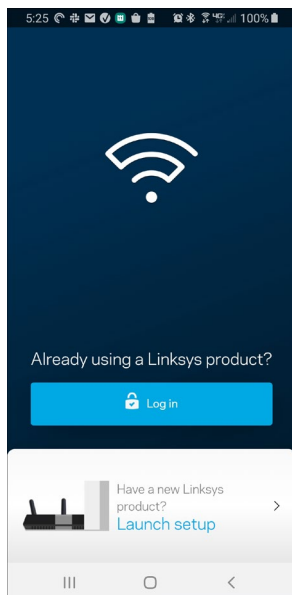 5:25 100%
Already using a Linksys product?
Log in
Have a new Linksys
product?
Launch setup